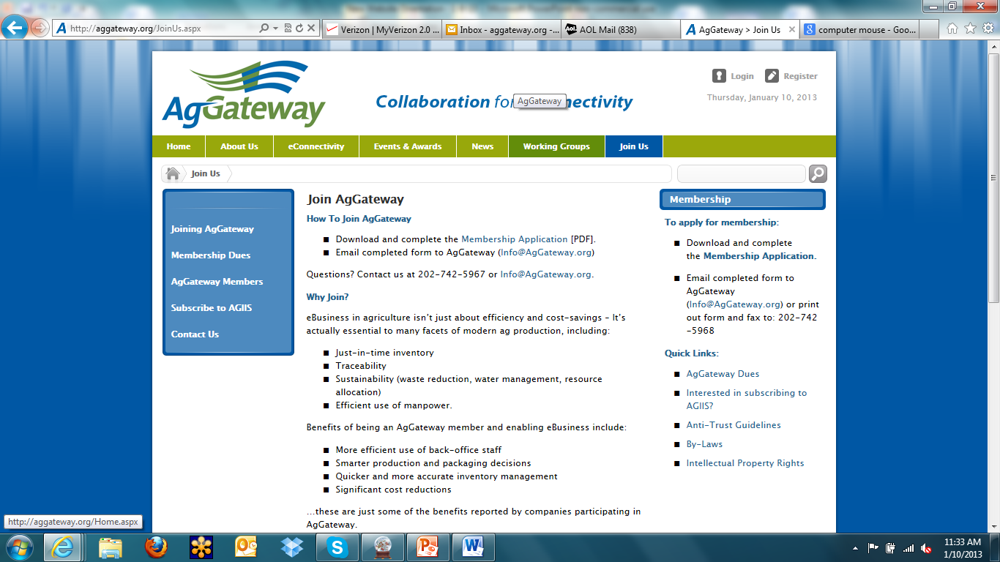 http://aggateway.org/JoinUs.aspx
Verizon | MyVerizon 2.0 ...
Inbox - aggateway.org -...
AOL Mail (838)
AgGateway > Join Us
computer mouse - Goo...
AgGateway
Collaboration for
nectivity
AgGateway
Login
Register
Thursday, January 10, 2013
Home
About Us
eConnectivity
Events & Awards
News
Working Groups
Join Us
Join Us
Joining AgGateway
Membership Dues
AgGateway Members
Subscribe to AGIIS
Contact Us
Join AgGateway
How To Join AgGateway
■ Download and complete the Membership Application [PDF].
■ Email completed form to AgGateway (Info@AgGateway.org)
Questions? Contact us at 202-742-5967 or Info@AgGateway.org.
Why Join?
eBusiness in agriculture isn't just about efficiency and cost-savings – It's
actually essential to many facets of modern ag production, including:
■ Just-in-time inventory
■ Traceability
■ Sustainability (waste reduction, water management, resource
allocation)
■ Efficient use of manpower.
Benefits of being an AgGateway member and enabling eBusiness include:
■ More efficient use of back-office staff
■ Smarter production and packaging decisions
■ Quicker and more accurate inventory management
■ Significant cost reductions
...these are just some of the benefits reported by companies participating in
AgGateway.
Membership
To apply for membership:
■ Download and complete
the Membership Application.
■ Email completed form to
AgGateway
(Info@AgGateway.org) or print
out form and fax to: 202-742
-5968
Quick Links:
■ AgGateway Dues
■ Interested in subscribing to
AGIIS?
■ Anti-Trust Guidelines
■ By-Laws
■ Intellectual Property Rights
http://aggateway.org/Home.aspx
11:33 AM
1/10/2013